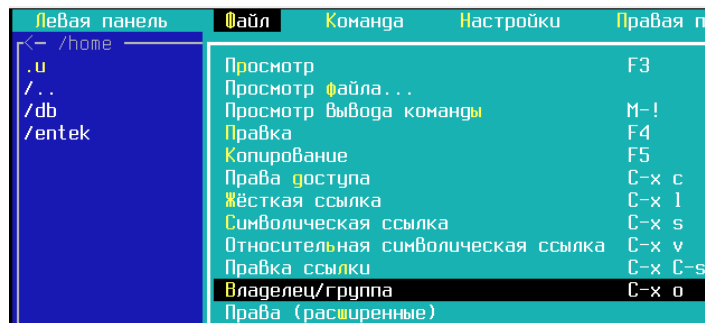 Левая панель Файл Команда Настройки Правая п
<- /home
.и
/..
/db
/entek
Просмотр F3
Просмотр файла...
Просмотр вывода команды M-!
Правка F4
Копирование F5
Права доступа C-x c
Жёсткая ссылка C-x l
Символическая ссылка C-x s
Относительная символическая ссылка C-x v
Правка ссылки C-x C-s
Владелец/группа C-x o
Права (расширенные)